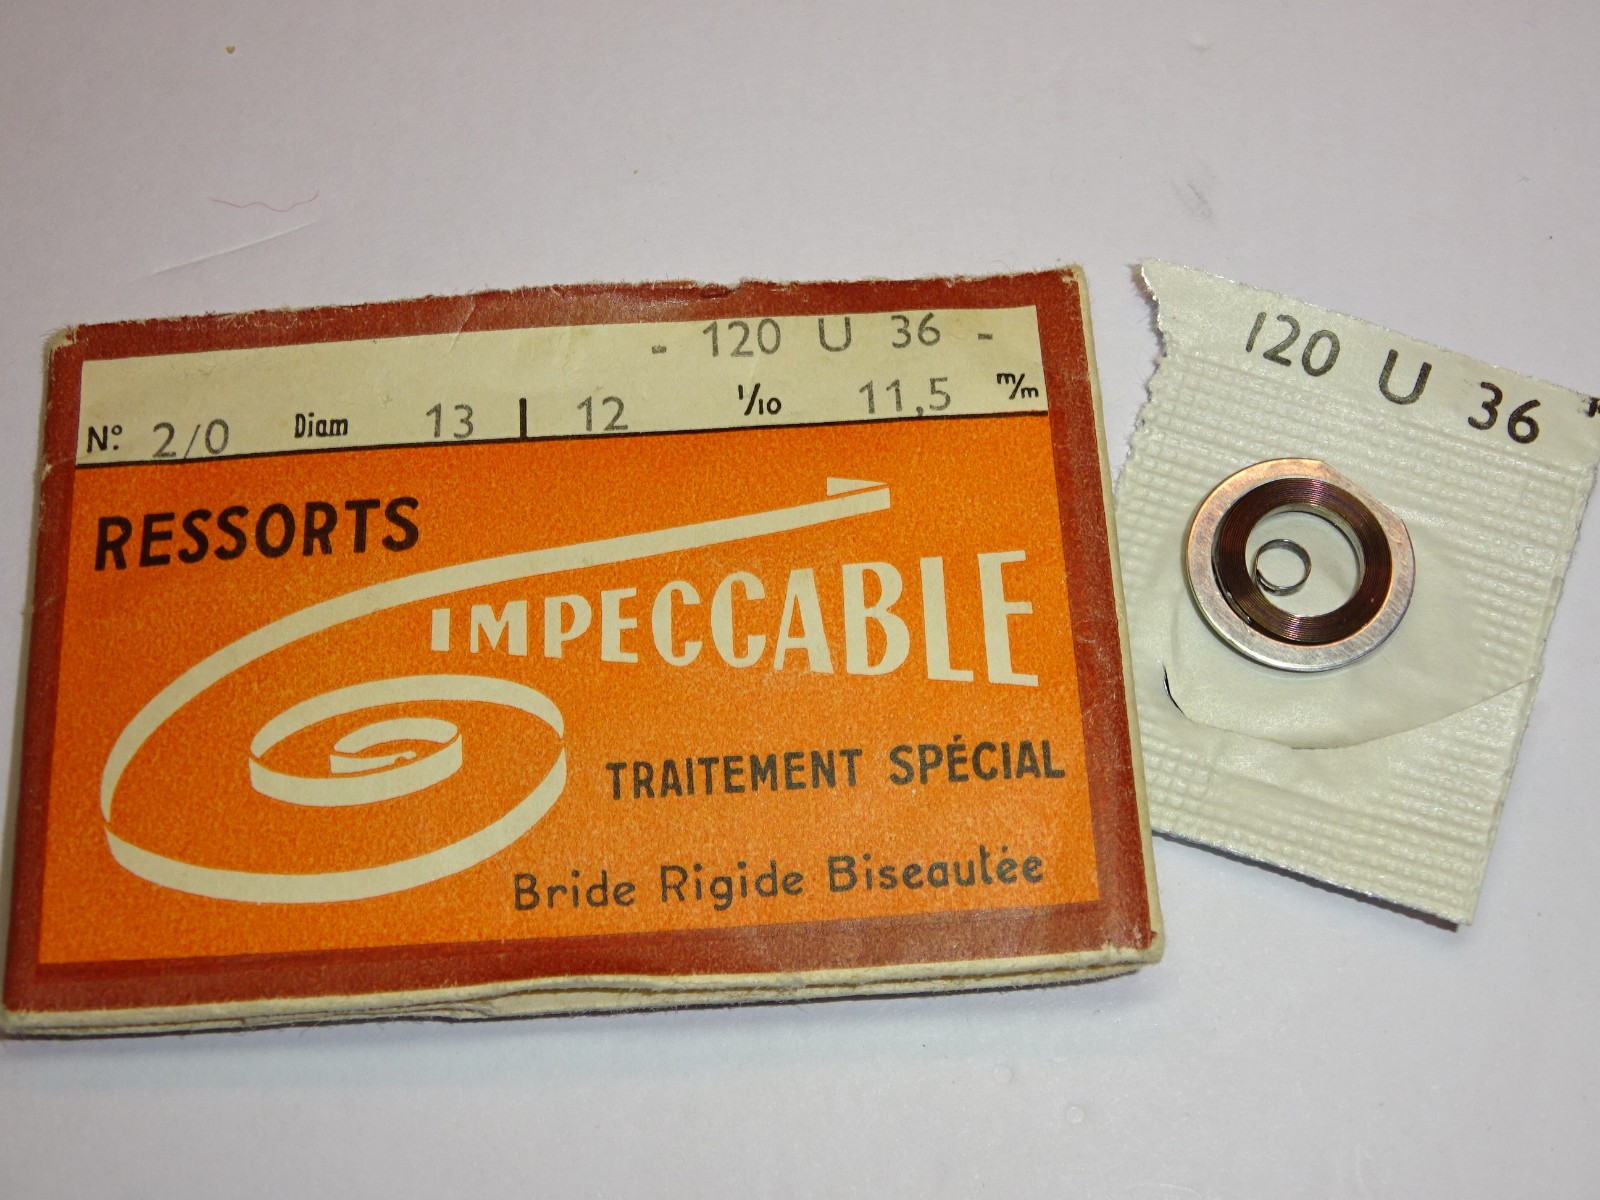 - 120 U 36 -
Nº 2/0 Diam 13 | 12 1/10 11,5 m/m
RESSORTS
IMPECCABLE
TRAITEMENT SPÉCIAL
Bride Rigide Biseautée
120 U 36